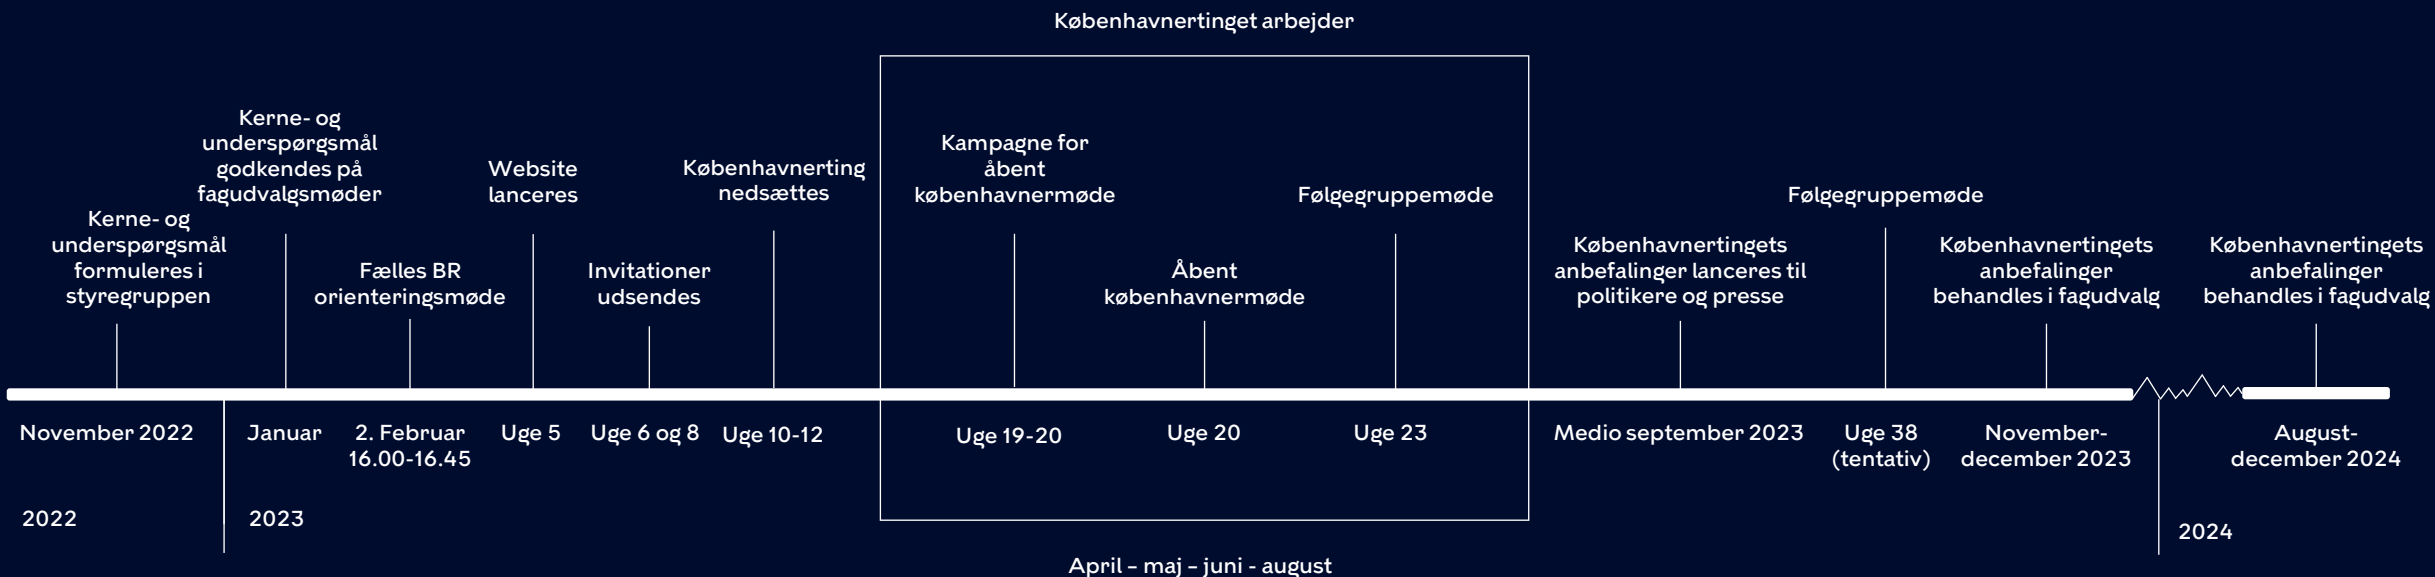 Københavnertinget arbejder
Kerne- og
underspørgsmål
formuleres i
styregruppen
Kerne- og
underspørgsmål
godkendes på
fagudvalgsmøder
Fælles BR
orienteringsmøde
Website
lanceres
Invitationer
udsendes
Københavnerting
nedsættes
Kampagne for
åbent
københavnermøde
Åbent
københavnermøde
Følgegruppemøde
Københavnertingets
anbefalinger lanceres til
politikere og presse
Følgegruppemøde
Københavnertingets
anbefalinger
behandles i fagudvalg
Københavnertingets
anbefalinger
behandles i fagudvalg
November 2022
Januar
2. Februar
16.00-16.45
Uge 5
Uge 6 og 8
Uge 10-12
Uge 19-20
Uge 20
Uge 23
Medio september 2023
Uge 38
(tentativ)
November-
december 2023
August-
december 2024
2022
2023
2024
April – maj – juni - august